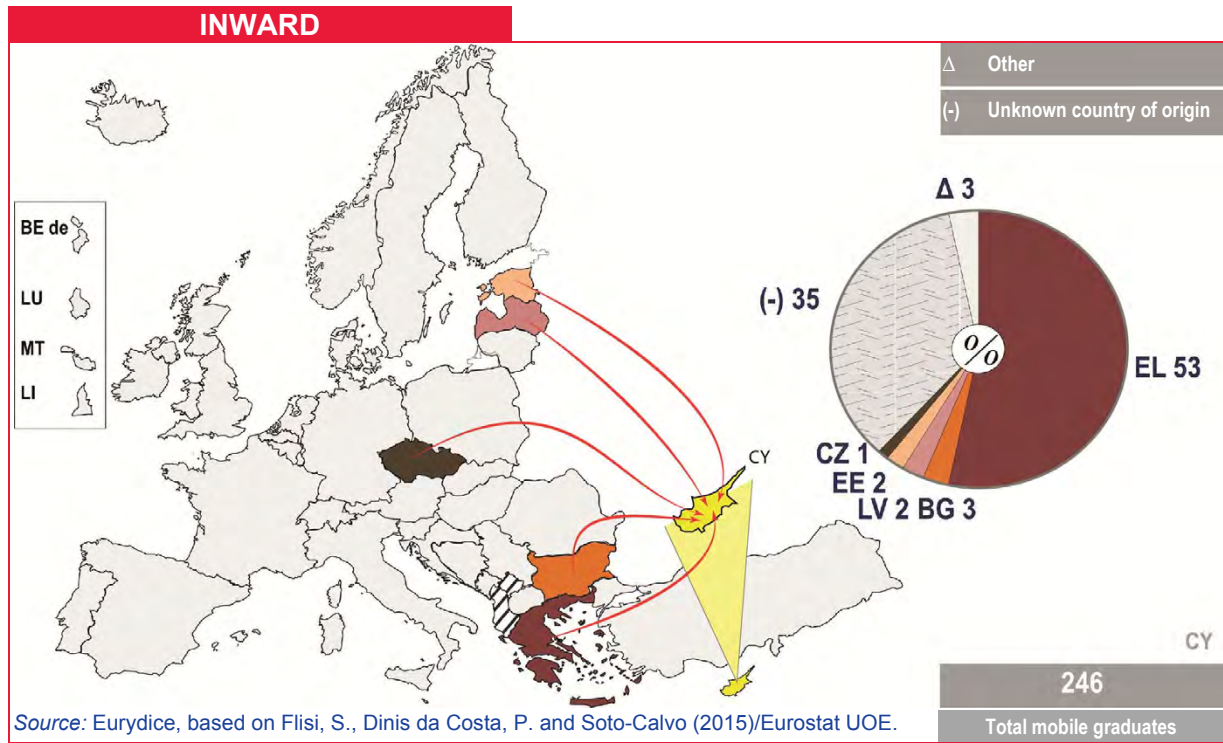 INWARD
Δ Other
(-) Unknown country of origin
BE de
LU
MT
LI
CY
Δ 3
(-) 35
%
EL 53
CZ 1
EE 2
LV 2 BG 3
CY
246
Total mobile graduates
Source: Eurydice, based on Flisi, S., Dinis da Costa, P. and Soto-Calvo (2015)/Eurostat UOE.